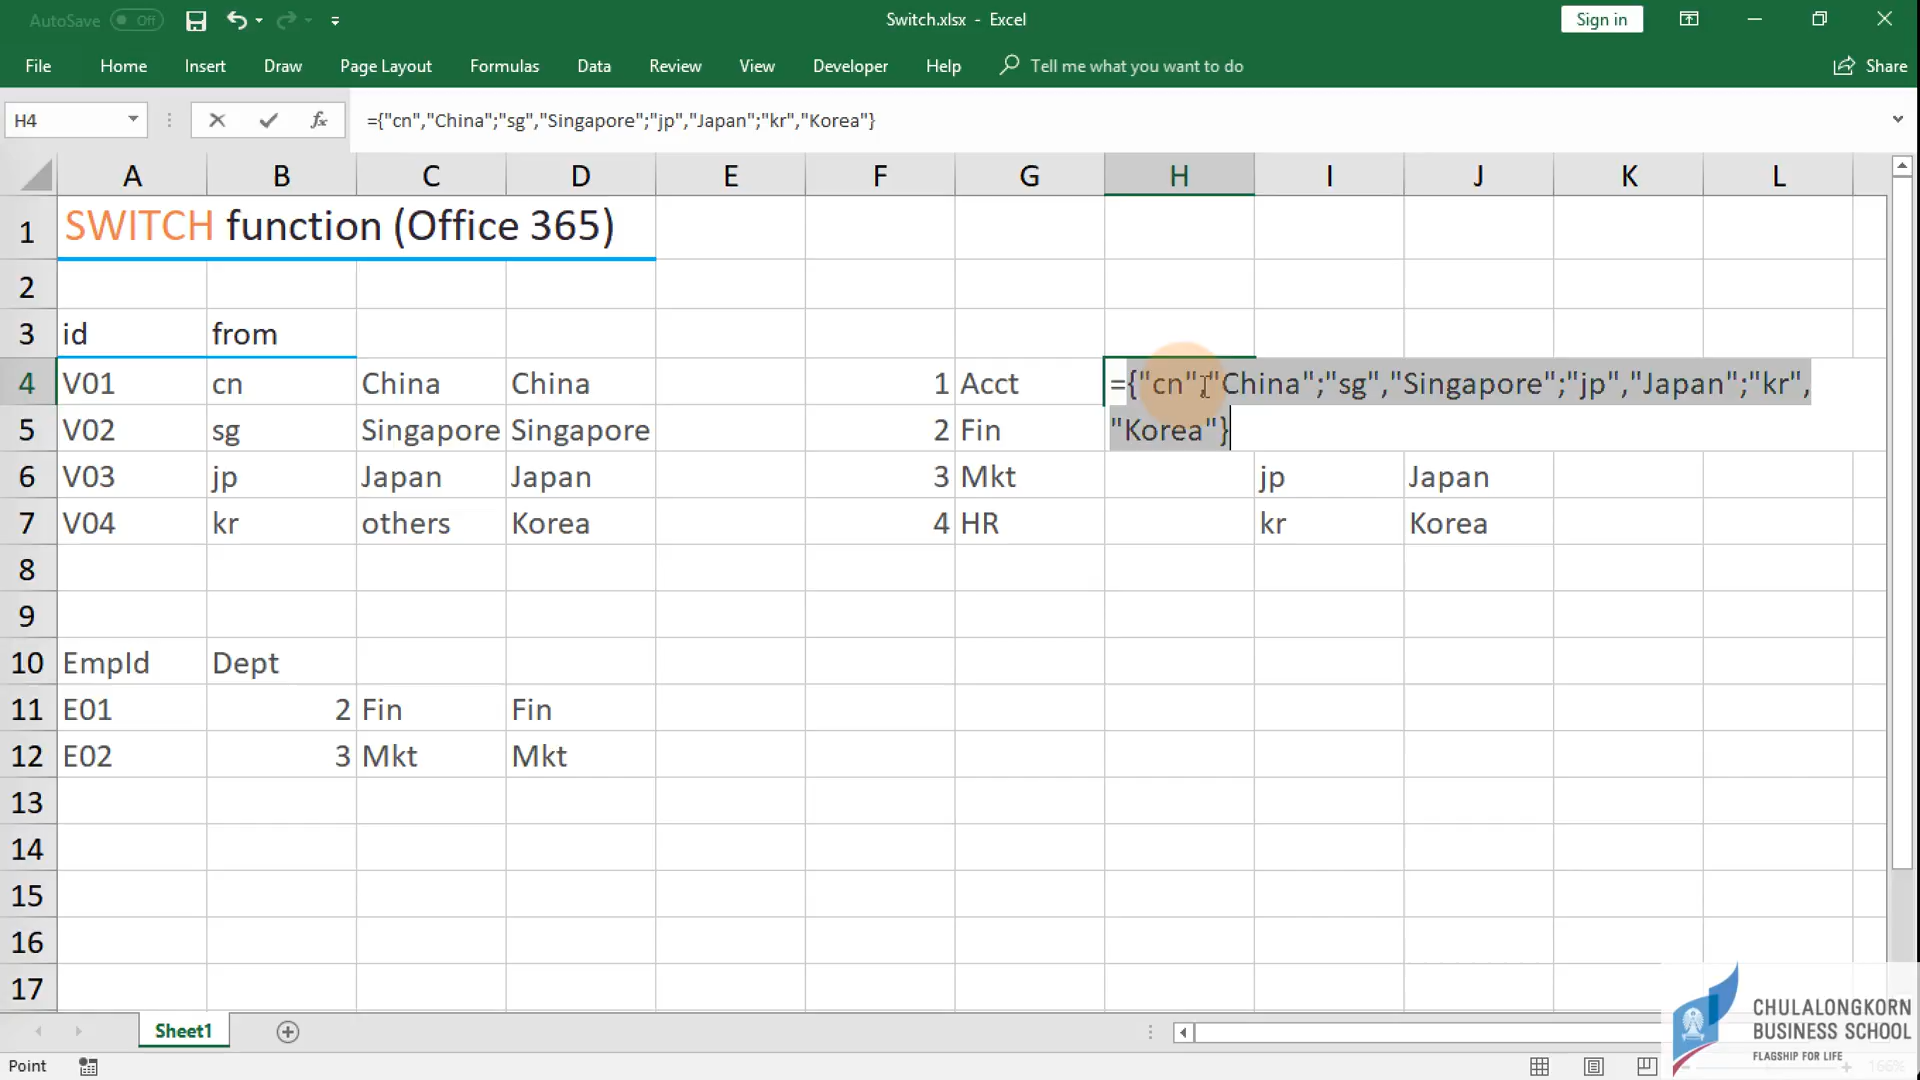 AutoSave Off
Switch.xlsx - Excel
Sign in
File Home Insert Draw Page Layout Formulas Data Review View Developer Help Tell me what you want to do Share
H4 fx ={"cn","China";"sg","Singapore";"jp","Japan";"kr","Korea"}
A B C D E F G H I J K L
1 SWITCH function (Office 365)
2
3 id from
4 V01 cn China China 1 Acct ={"cn","China";"sg","Singapore";"jp","Japan";"kr",
5 V02 sg Singapore Singapore 2 Fin "Korea"}
6 V03 jp Japan Japan 3 Mkt jp Japan
7 V04 kr others Korea 4 HR kr Korea
8
9
10 EmpId Dept
11 E01 2 Fin Fin
12 E02 3 Mkt Mkt
13
14
15
16
17
Sheet1
CHULALONGKORN
BUSINESS SCHOOL
FLAGSHIP FOR LIFE
Point
166%